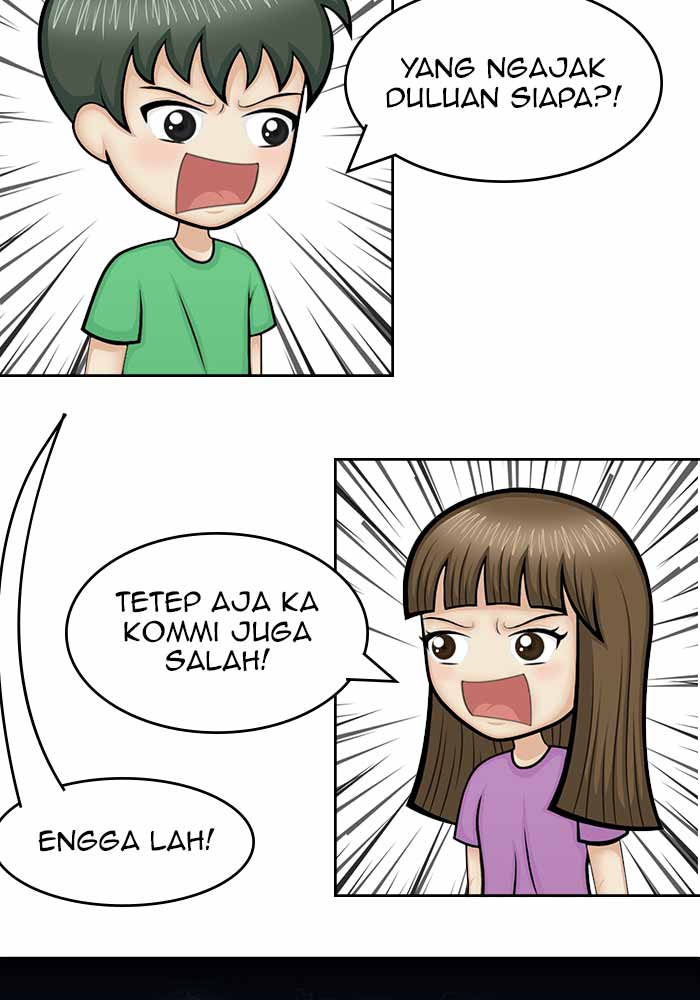 YANG NGAJAK
DULUAN SIAPA?!
TETEP AJA KA
KOMMI JUGA
SALAH!
ENGGA LAH!